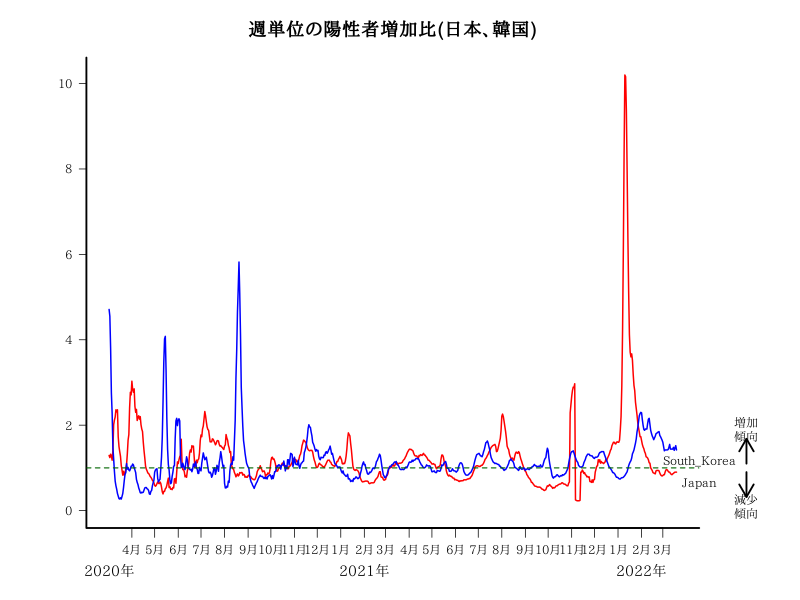 週単位の陽性者増加比(日本、韓国)
10
8
6
4
2
0
増加
傾向
South_Korea
Japan
減少
傾向
4月 5月 6月 7月 8月 9月 10月 11月 12月 1月 2月 3月 4月 5月 6月 7月 8月 9月 10月 11月 12月 1月 2月 3月
2020年 2021年 2022年